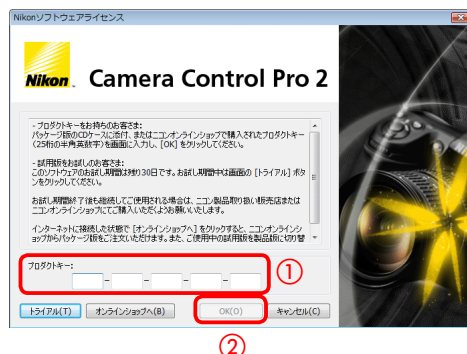 Nikonソフトウェアライセンス
Nikon
Camera Control Pro 2
- プロダクトキーをお持ちのお客さま:
パッケージ版のCDケースに添付、またはニコンオンラインショップで購入されたプロダクトキー
(25桁の半角英数字)を画面に入力し、[OK] をクリックしてください。
- 試用版をお試しのお客さま:
このソフトウェアのお試し期間は残り30日です。お試し期間中は画面の [トライアル] ボタ
ンをクリックしてください。
お試し期間終了後も継続してご使用される場合は、ニコン製品取り扱い販売店または
ニコンオンラインショップにてご購入いただくようお願いいたします。
インターネットに接続した状態で [オンラインショップへ] をクリックすると、ニコンオンラインシ
ョップからパッケージ版をご注文いただけます。また、ご使用中の試用版を製品版に切り替
プロダクトキー:
- - - -
①
トライアル(T) オンラインショップへ(B) OK(O) キャンセル(C)
②